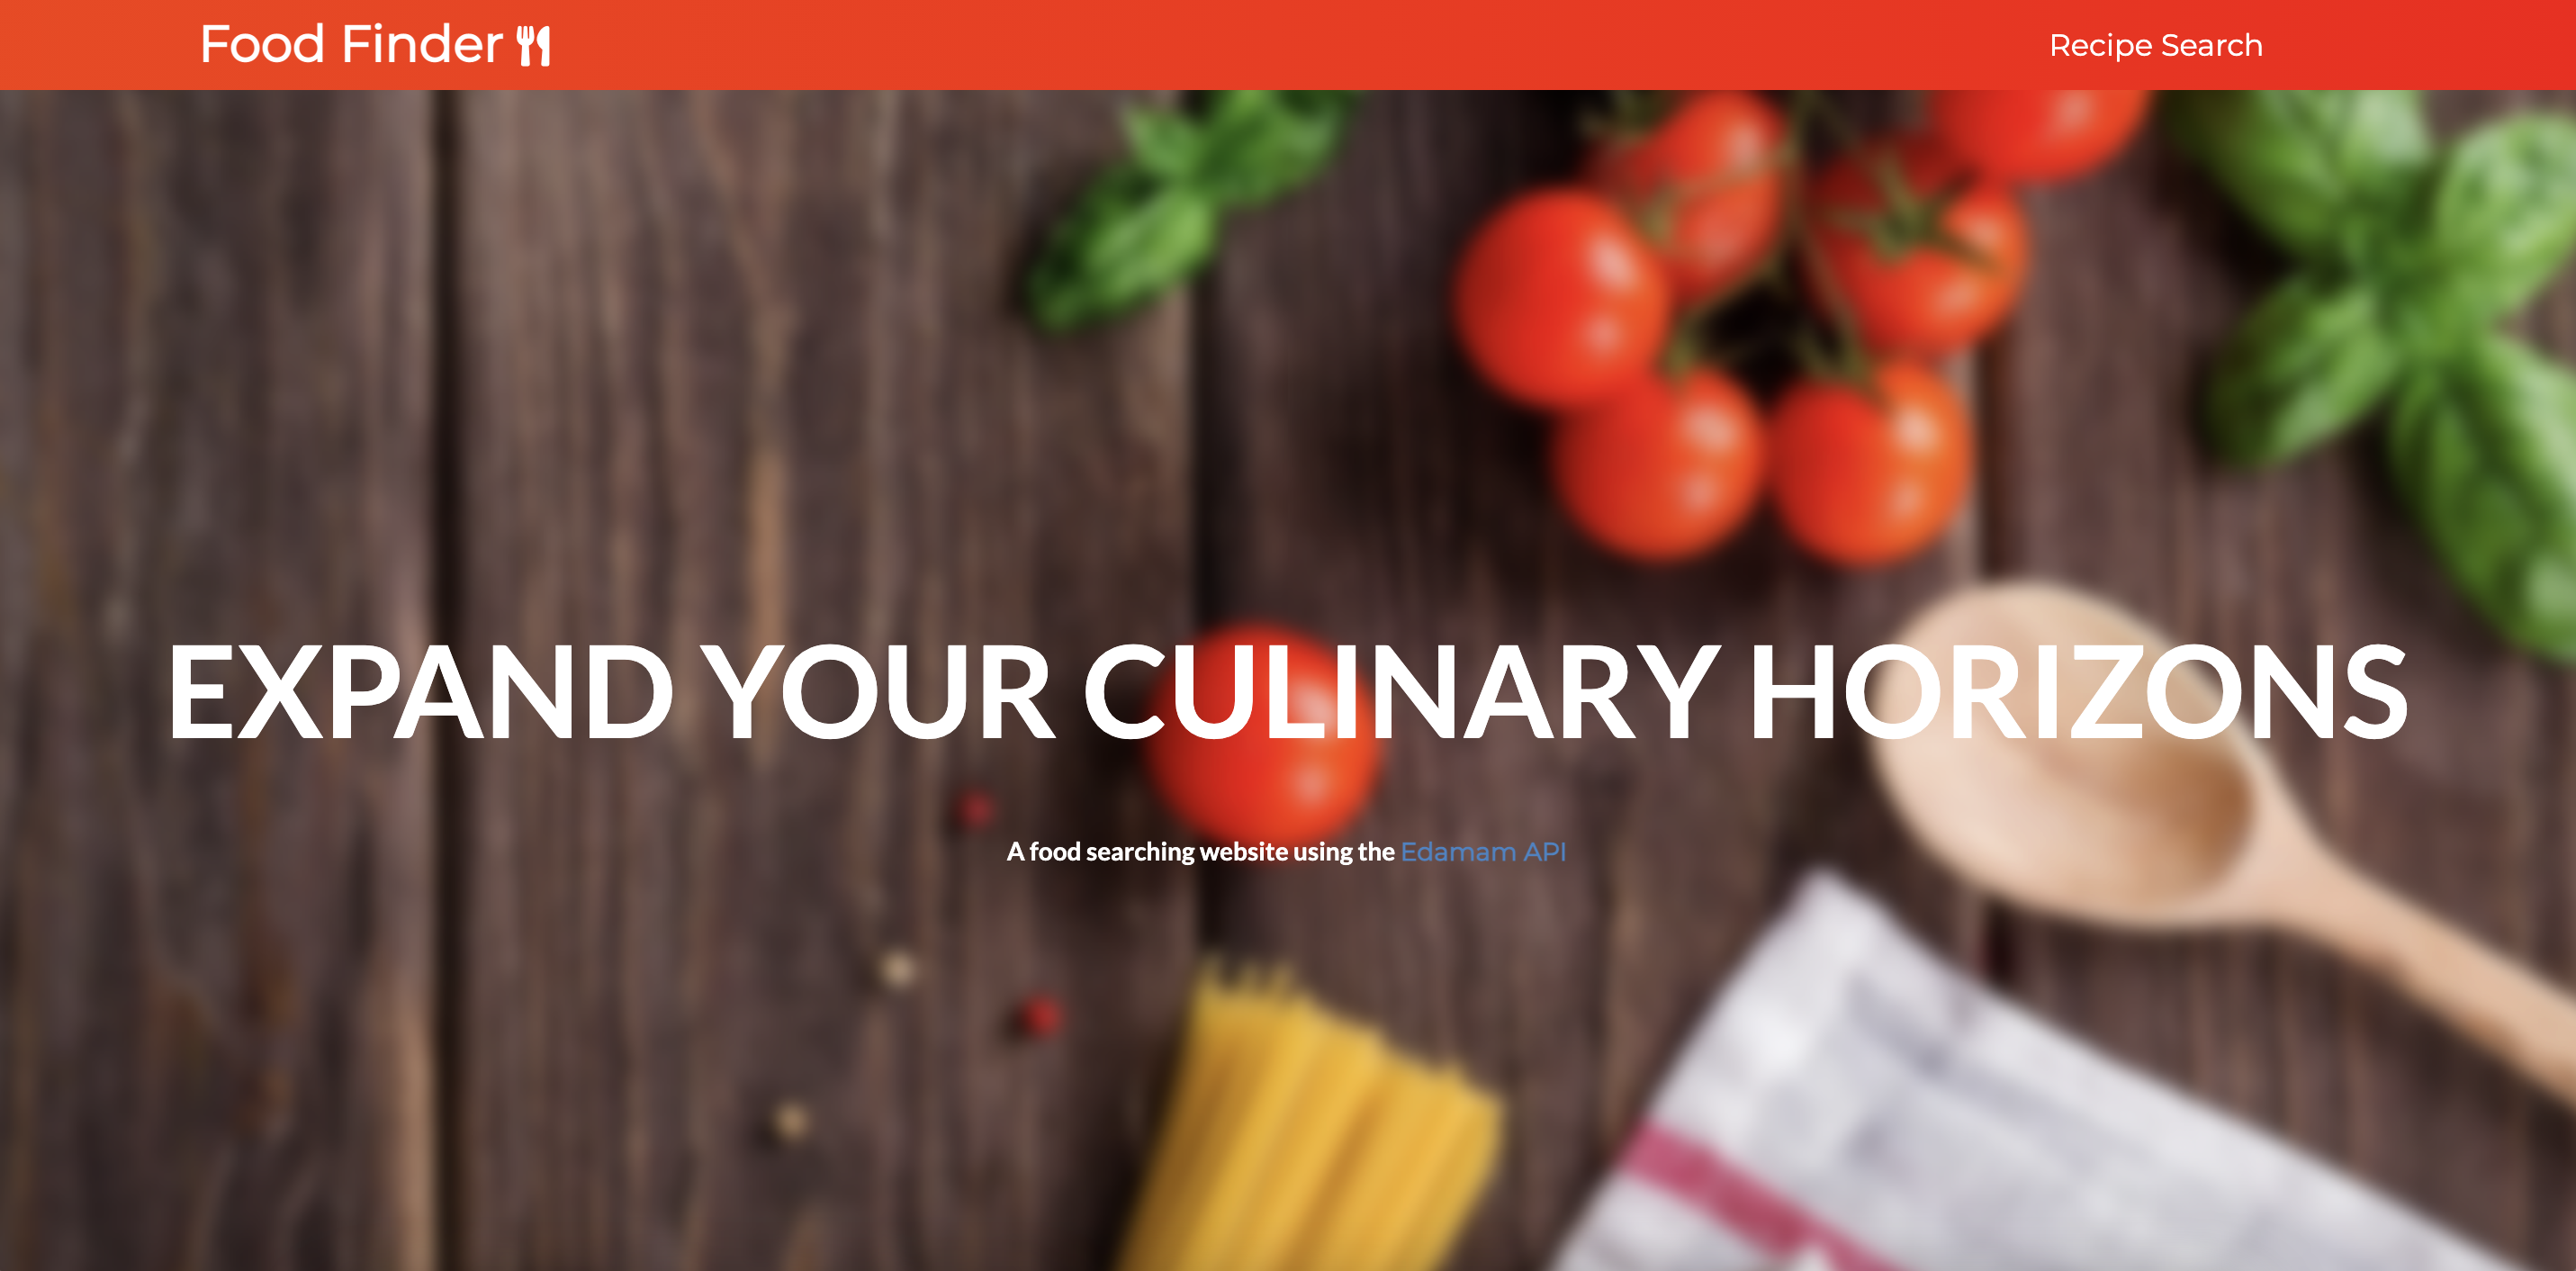 Food Finder
Recipe Search
EXPAND YOUR CULINARY HORIZONS
A food searching website using the Edamam API